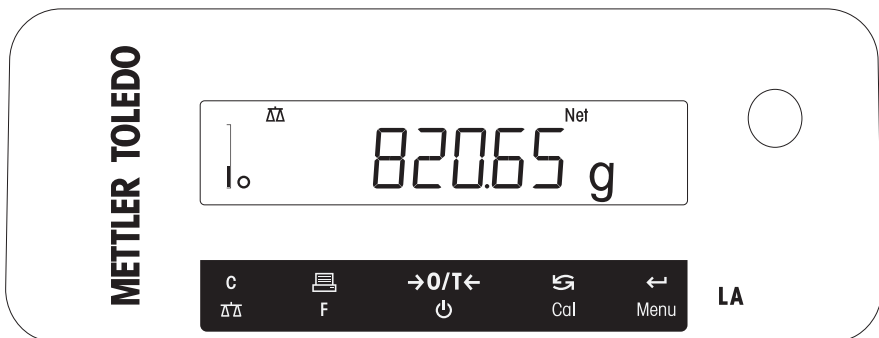 METTLER TOLEDO
Net
820.65 g
C
→0/T←
F
Cal
Menu
LA